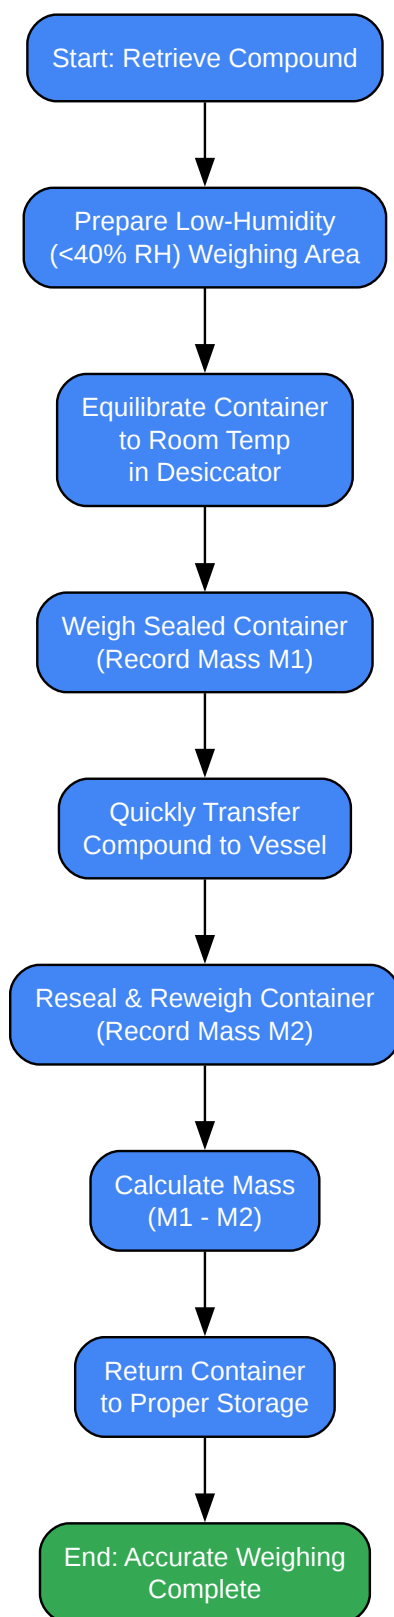 Start: Retrieve Compound
Prepare Low-Humidity
(<40% RH) Weighing Area
Equilibrate Container
to Room Temp
in Desiccator
Weigh Sealed Container
(Record Mass M1)
Quickly Transfer
Compound to Vessel
Reseal & Reweigh Container
(Record Mass M2)
Calculate Mass
(M1 - M2)
Return Container
to Proper Storage
End: Accurate Weighing
Complete